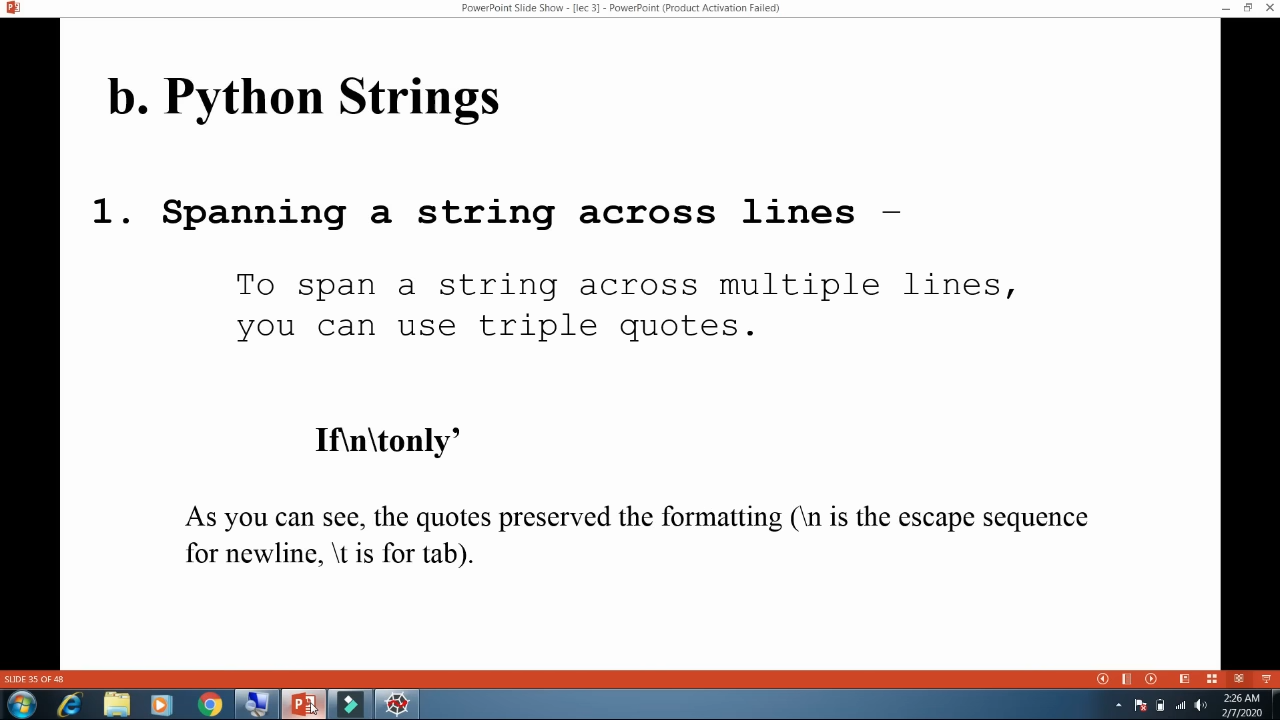 PowerPoint Slide Show - [lec 3] - PowerPoint (Product Activation Failed)
b. Python Strings
1. Spanning a string across lines –
To span a string across multiple lines,
you can use triple quotes.
If\n\tonly’
As you can see, the quotes preserved the formatting (\n is the escape sequence
for newline, \t is for tab).
SLIDE 35 OF 48
2:26 AM
2/7/2020